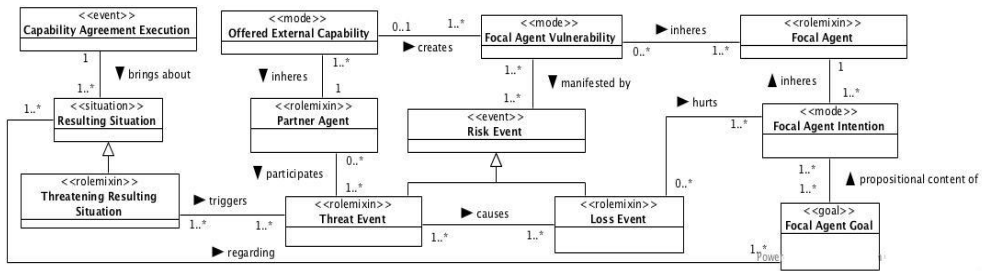 <<event>>
Capability Agreement Execution
<<mode>>
Offered External Capability
0..1
1..*
creates
<<mode>>
Focal Agent Vulnerability
inheres
0..*
1..*
<<rolemixin>>
Focal Agent
1
brings about
1..*
1..*
inheres
1
1..*
manifested by
1..*
1
inheres
1..*
1..*
<<situation>>
Resulting Situation
<<rolemixin>>
Partner Agent
<<event>>
Risk Event
hurts
1..*
<<mode>>
Focal Agent Intention
0..*
participates
1..*
0..*
1..*
propositional content of
1..*
<<rolemixin>>
Threatening Resulting
Situation
triggers
1..*
1..*
<<rolemixin>>
Threat Event
causes
1..*
1..*
<<rolemixin>>
Loss Event
<<goal>>
Focal Agent Goal
regarding
1..*